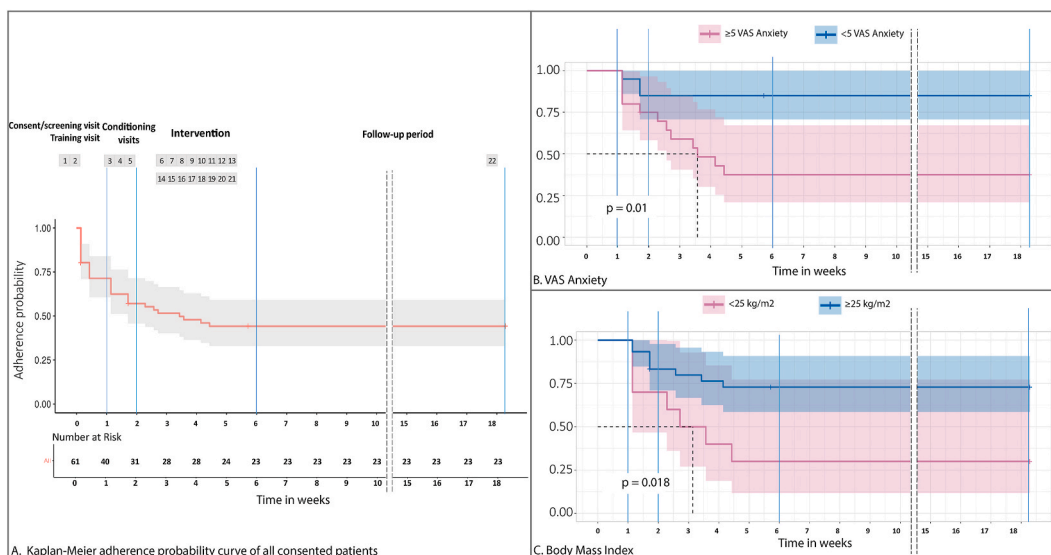 Consent/screening visit
Training visit
Conditioning
visits
Intervention
Follow-up period
1 2
3 4 5
6 7 8 9 10 11 12 13
22
14 15 16 17 18 19 20 21
Adherence probability
1.00
0.75
0.50
0.25
0.00
0 1 2 3 4 5 6 7 8 9 10 15 16 17 18
Number at Risk
All 61 40 31 28 28 24 23 23 23 23 23 23 23 23 23
0 1 2 3 4 5 6 7 8 9 10 15 16 17 18
Time in weeks
A. Kaplan-Meier adherence probability curve of all consented patients
≥5 VAS Anxiety <5 VAS Anxiety
1.00
0.75
0.50
0.25
0.00
p = 0.01
0 1 2 3 4 5 6 7 8 9 10 15 16 17 18
Time in weeks
B. VAS Anxiety
<25 kg/m2 ≥25 kg/m2
1.00
0.75
0.50
0.25
0.00
p = 0.018
0 1 2 3 4 5 6 7 8 9 10 15 16 17 18
Time in weeks
C. Body Mass Index